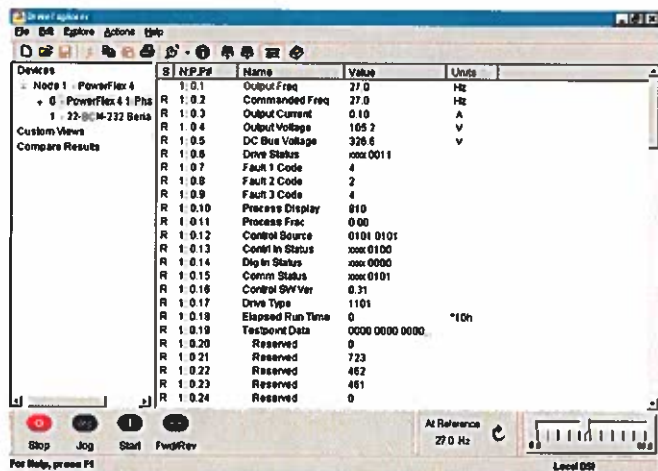 DriveExplorer
File Edit Explore Actions Help
Devices
Node 1 - PowerFlex 4
0 - PowerFlex 4 1 Phs
1 - 22-SCM-232 Seria
Custom Views
Compare Results
S N:P.P# Name Value Units
1: 0.1 Output Freq 27.0 Hz
R 1: 0.2 Commanded Freq 27.0 Hz
R 1: 0.3 Output Current 0.10 A
R 1: 0.4 Output Voltage 105.2 V
R 1: 0.5 DC Bus Voltage 326.6 V
R 1: 0.6 Drive Status xxxx 0011
R 1: 0.7 Fault 1 Code 4
R 1: 0.8 Fault 2 Code 2
R 1: 0.9 Fault 3 Code 4
R 1: 0.10 Process Display 810
R 1: 0.11 Process Frac 0.00
R 1: 0.12 Control Source 0101 0101
R 1: 0.13 Contrl In Status xxxx 0100
R 1: 0.14 Dig In Status xxxx 0000
R 1: 0.15 Comm Status xxxx 0101
R 1: 0.16 Control SW Ver 0.31
R 1: 0.17 Drive Type 1101
R 1: 0.18 Elapsed Run Time 0 *10h
R 1: 0.19 Testpoint Data 0000 0000 0000...
R 1: 0.20 Reserved 0
R 1: 0.21 Reserved 723
R 1: 0.22 Reserved 462
R 1: 0.23 Reserved 461
R 1: 0.24 Reserved 0
Stop Jog Start Fwd/Rev
At Reference
27.0 Hz
For Help, press F1
Local DSI